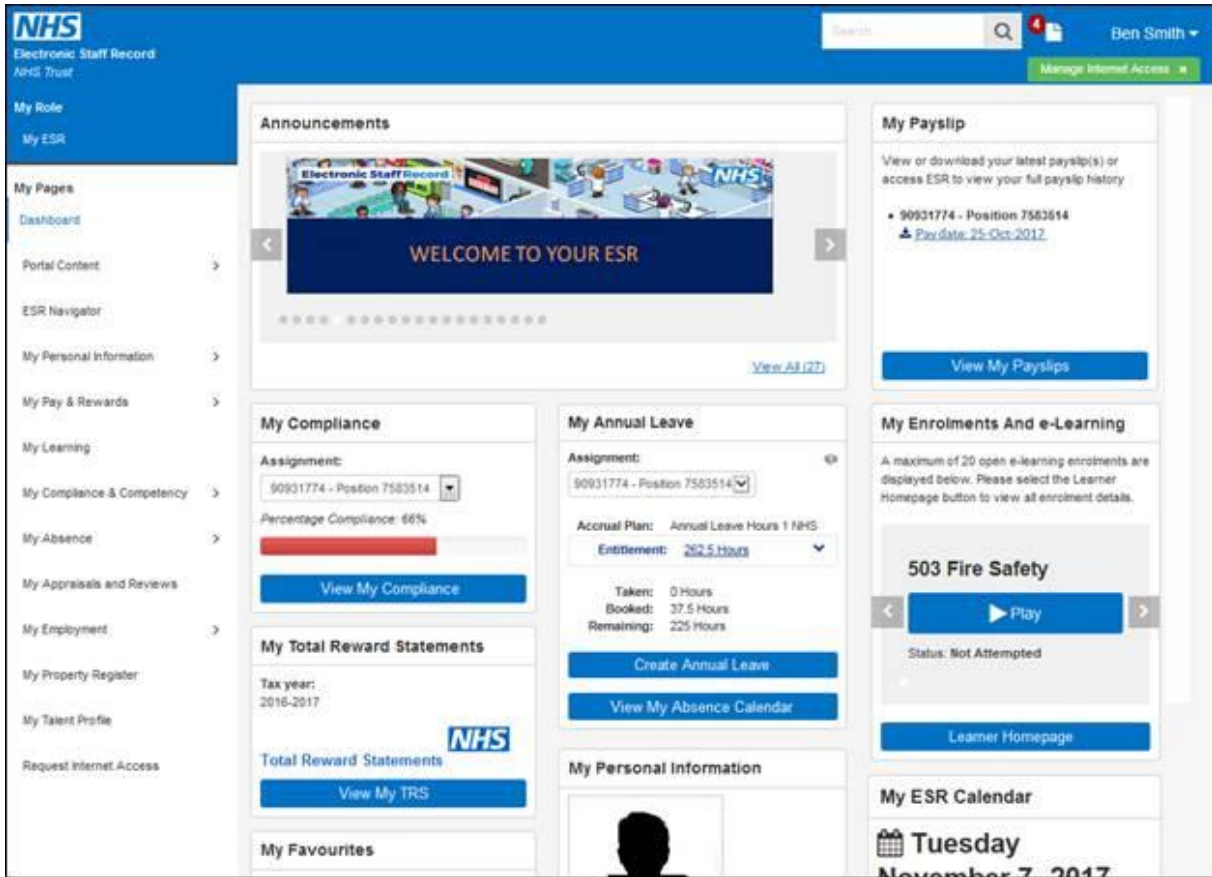 NHS
Electronic Staff Record
NHS Trust
Search
4
Ben Smith
Manage Internet Access ×
My Role
My ESR
My Pages
Dashboard
Portal Content
ESR Navigator
My Personal Information
My Pay & Rewards
My Learning
My Compliance & Competency
My Absence
My Appraisals and Reviews
My Employment
My Property Register
My Talent Profile
Request Internet Access
Announcements
Electronic Staff Record
NHS
WELCOME TO YOUR ESR
View All (27)
My Payslip
View or download your latest payslip(s) or
access ESR to view your full payslip history
• 90931774 - Position 7583514
Pay date: 25-Oct-2017
View My Payslips
My Compliance
Assignment:
90931774 - Position 7583514
Percentage Compliance: 66%
View My Compliance
My Annual Leave
Assignment:
90931774 - Position 7583514
Accrual Plan: Annual Leave Hours 1 NHS
Entitlement: 262.5 Hours
Taken: 0 Hours
Booked: 37.5 Hours
Remaining: 225 Hours
Create Annual Leave
View My Absence Calendar
My Enrolments And e-Learning
A maximum of 20 open e-learning enrolments are
displayed below. Please select the Learner
Homepage button to view all enrolment details.
503 Fire Safety
Play
Status: Not Attempted
Learner Homepage
My Total Reward Statements
Tax year:
2016-2017
NHS
Total Reward Statements
View My TRS
My Personal Information
My Favourites
My ESR Calendar
Tuesday
November 7, 2017